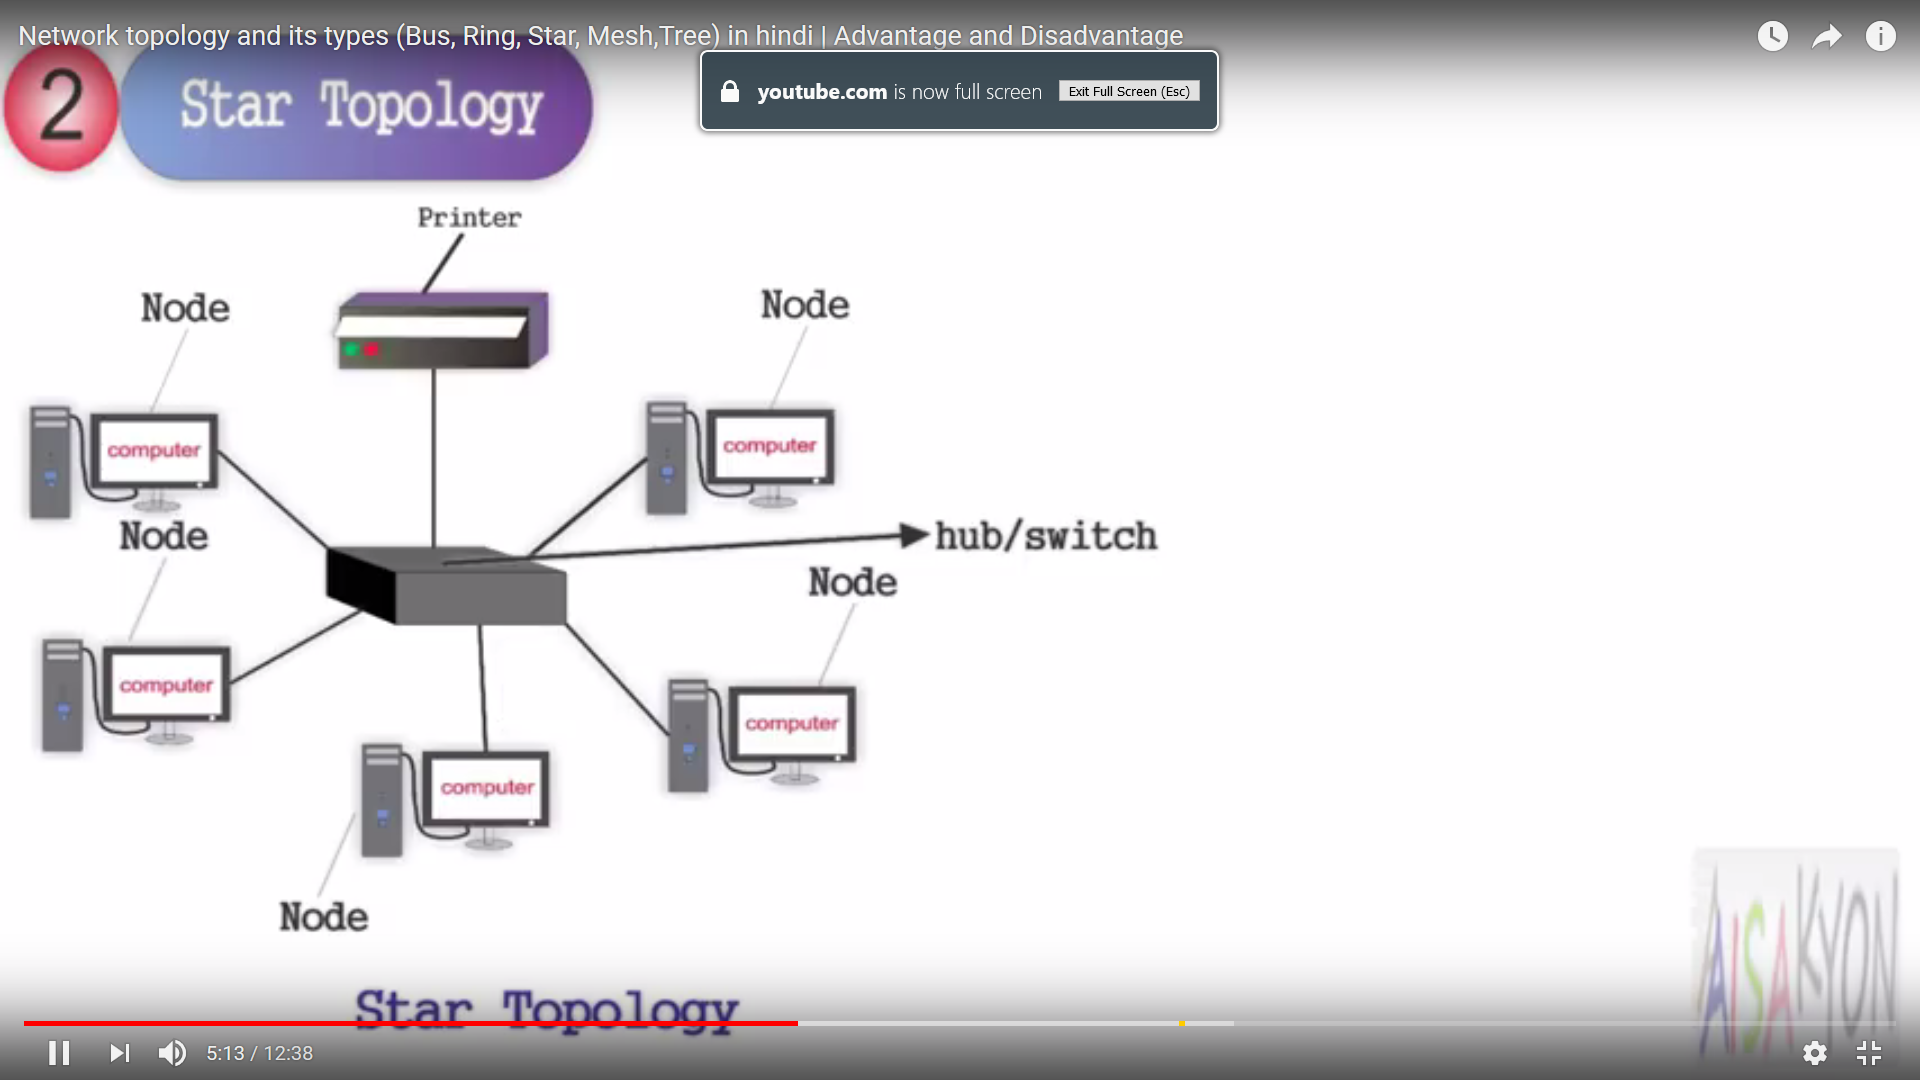 Network topology and its types (Bus, Ring, Star, Mesh,Tree) in hindi | Advantage and Disadvantage
youtube.com is now full screen Exit Full Screen (Esc)
2 Star Topology
Printer
Node
Node
computer
computer
Node
hub/switch
Node
computer
computer
computer
Node
AISAKYON
Star Topology
5:13 / 12:38